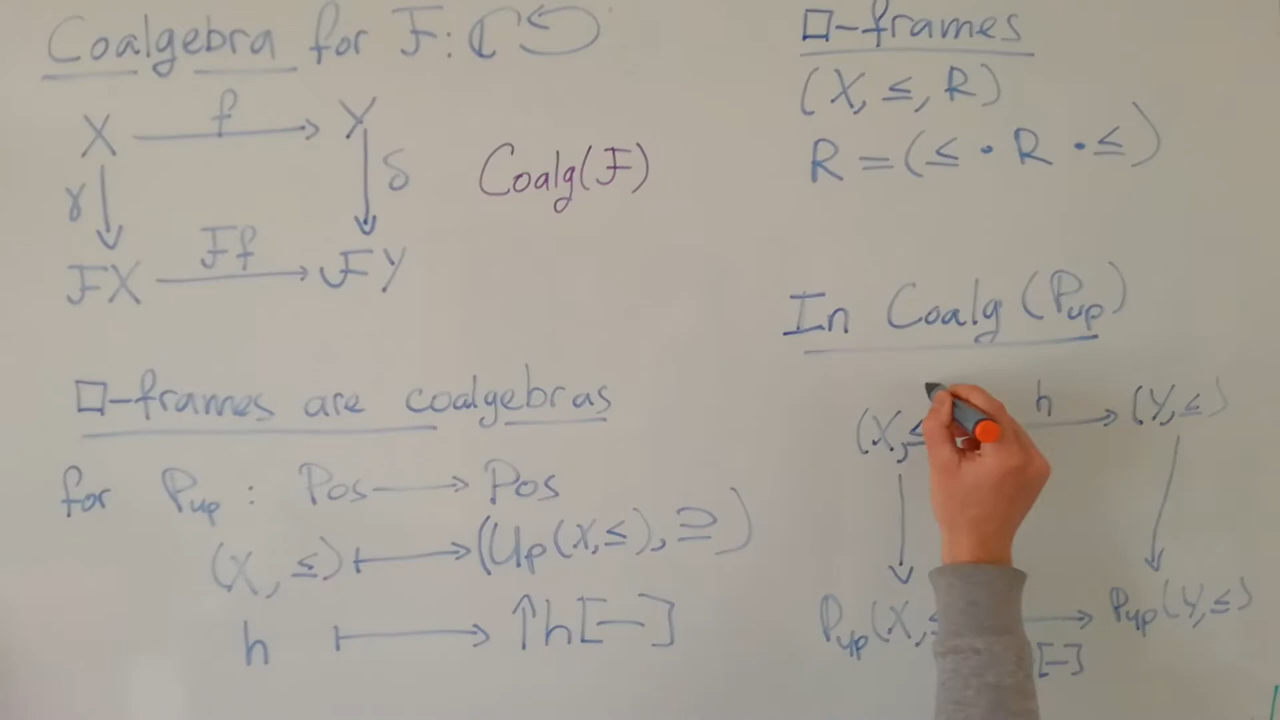 Coalgebra for F: C
X f Y
γ δ
FX Ff FY
Coalg(F)
□-frames
(X, ≤, R)
R = (≤ · R · ≤)
□-frames are coalgebras
for Pup : Pos → Pos
(X, ≤) ↦ (Up(X,≤), ⊇)
h ↦ ↑h[−]
In Coalg (Pup)
(X,≤ h (Y,≤)
Pup(X, Pup(Y,≤)
[−]